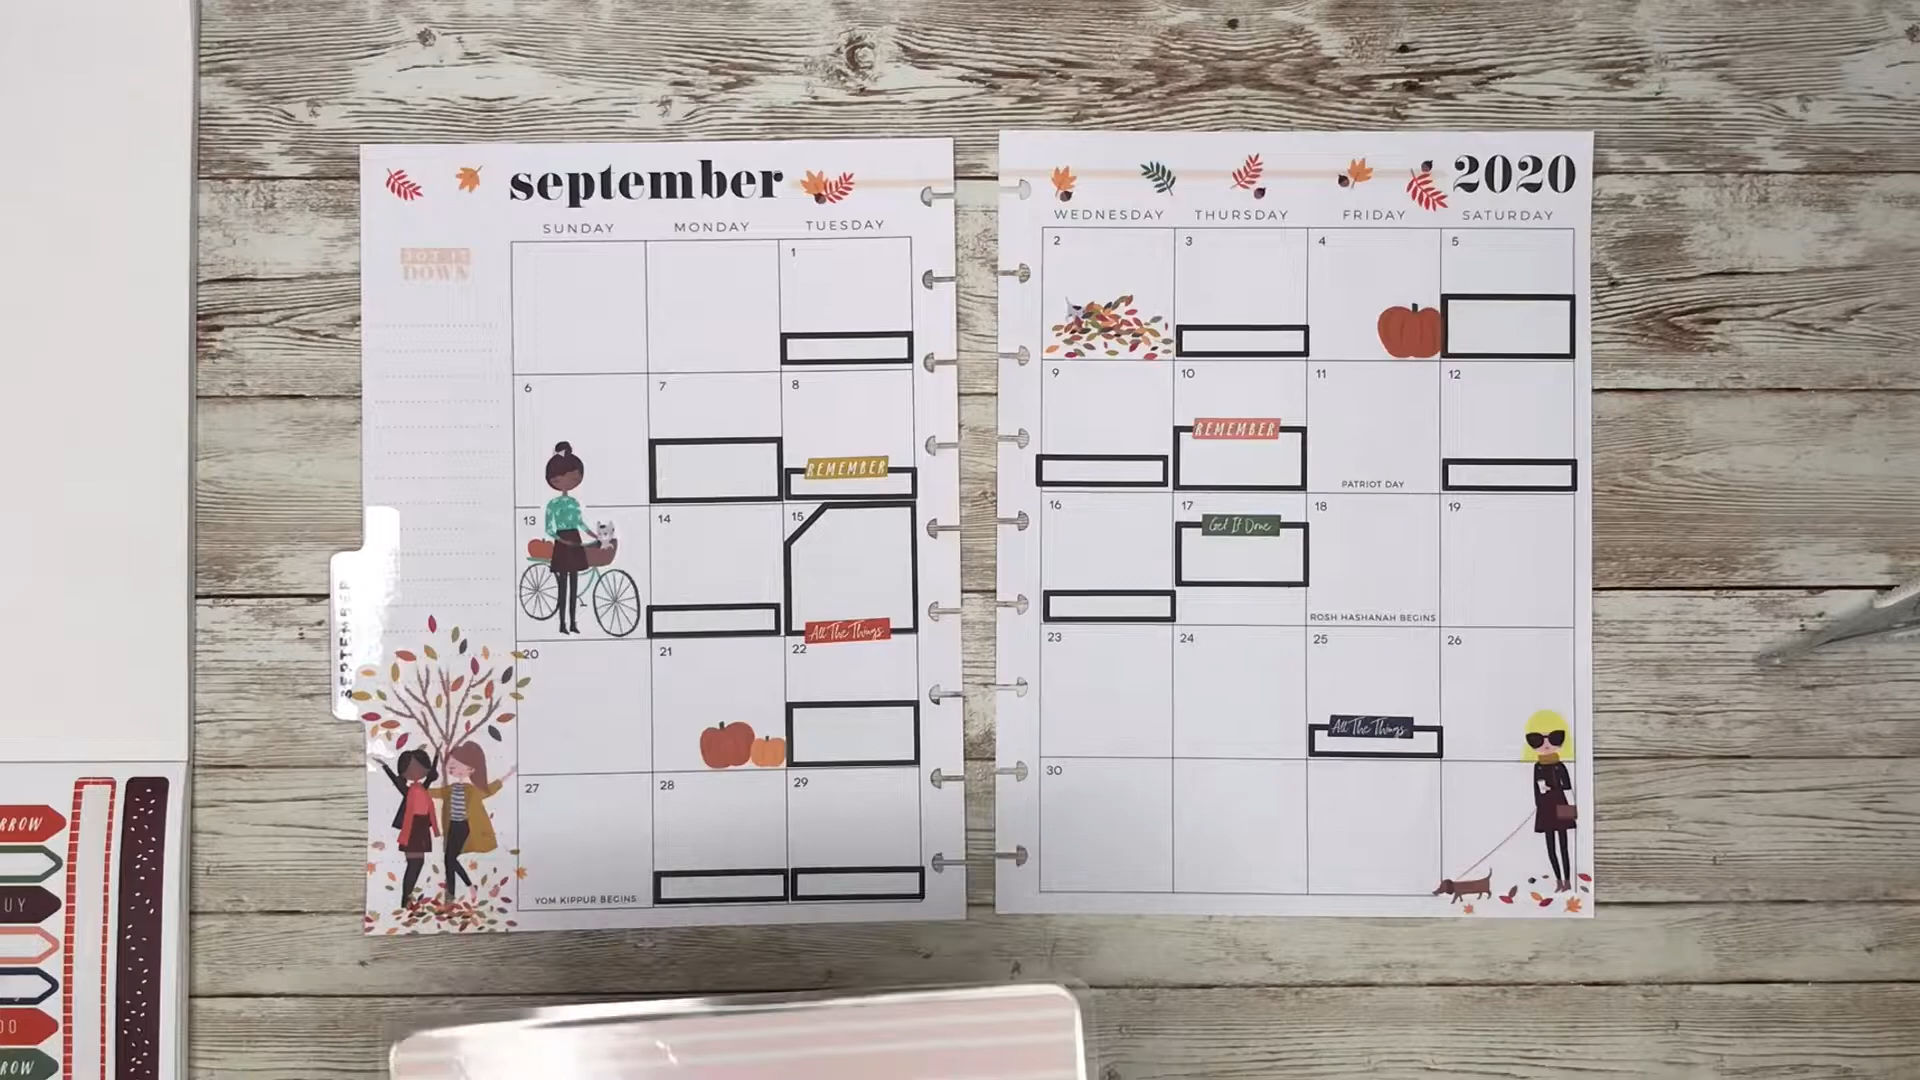 september
2020
SUNDAY MONDAY TUESDAY
WEDNESDAY THURSDAY FRIDAY SATURDAY
JOT IT
DOWN
1
2 3 4 5
6 7 8
REMEMBER
9 10 11 12
REMEMBER
PATRIOT DAY
13 14 15
All The Things
16 17 18 19
Get It Done
ROSH HASHANAH BEGINS
SEPTEMBER
20 21 22
23 24 25 26
All The Things
27 28 29
YOM KIPPUR BEGINS
30